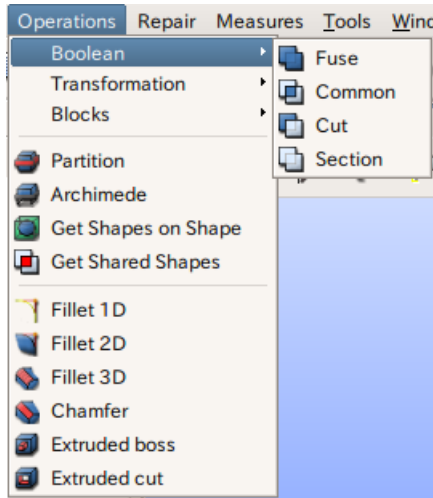 Operations Repair Measures Tools
Boolean
Transformation
Blocks
Partition
Archimede
Get Shapes on Shape
Get Shared Shapes
Fillet 1D
Fillet 2D
Fillet 3D
Chamfer
Extruded boss
Extruded cut
Fuse
Common
Cut
Section